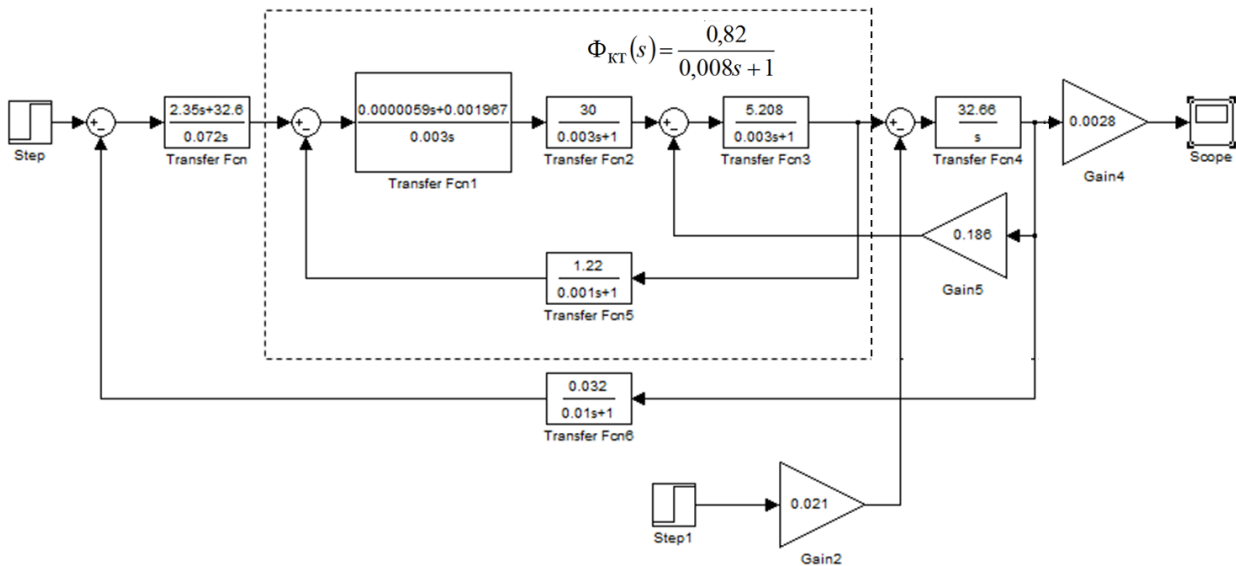 Φ_КТ(s) = 0,82 / (0,008s + 1)
Step
2.35s+32.6
0.072s
Transfer Fcn
0.0000059s+0.001967
0.003s
Transfer Fcn1
30
0.003s+1
Transfer Fcn2
5.208
0.003s+1
Transfer Fcn3
32.66
s
Transfer Fcn4
0.0028
Gain4
Scope
0.186
Gain5
1.22
0.001s+1
Transfer Fcn5
0.032
0.01s+1
Transfer Fcn6
Step1
0.021
Gain2